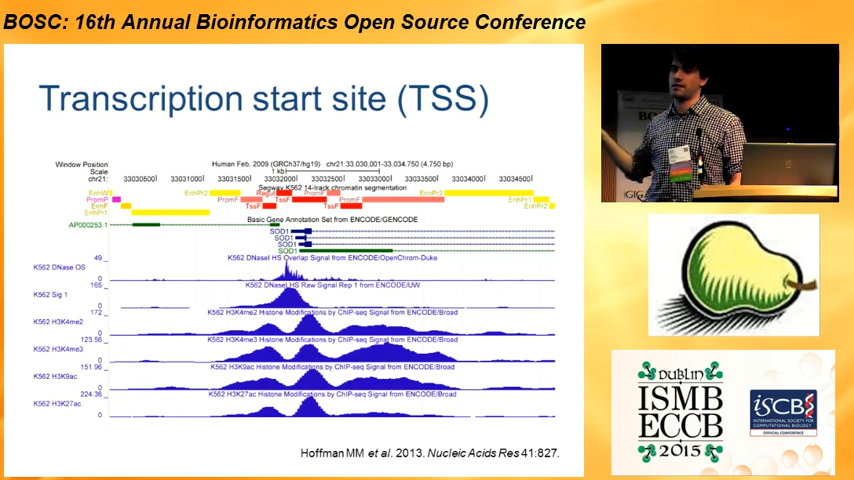 BOSC: 16th Annual Bioinformatics Open Source Conference
Transcription start site (TSS)
Window Position
Human Feb. 2009 (GRCh37/hg19) chr21:33,030,001-33,034,750 (4,750 bp)
Scale
1 kb
chr21:
33030500 33031000 33031500 33032000 33032500 33033000 33033500 33034000 33034500
Segway K562 14-track chromatin segmentation
EnhW
EnhPr2
PromF
EnhPr2
PromP
PromF
TssF
PromF
EnhPr1
EnhF
TssF
TssF
EnhPr2
EnhPr1
Basic Gene Annotation Set from ENCODE/GENCODE
AP000253.1
SOD1
SOD1
SOD1
SOD1
K562 DNaseI HS Overlap Signal from ENCODE/OpenChrom-Duke
49
K562 DNase OS
0
K562 DNaseI HS Raw Signal Rep 1 from ENCODE/UW
165
K562 Sig 1
0
K562 H3K4me2 Histone Modifications by ChIP-seq Signal from ENCODE/Broad
172
K562 H3K4me2
0
K562 H3K4me3 Histone Modifications by ChIP-seq Signal from ENCODE/Broad
123.56
K562 H3K4me3
0
K562 H3K9ac Histone Modifications by ChIP-seq Signal from ENCODE/Broad
151.96
K562 H3K9ac
0
K562 H3K27ac Histone Modifications by ChIP-seq Signal from ENCODE/Broad
224.36
K562 H3K27ac
0
Hoffman MM et al. 2013. Nucleic Acids Res 41:827.
DUBLIN
ISMB
ECCB
2015
ISCB
INTERNATIONAL SOCIETY FOR
COMPUTATIONAL BIOLOGY
OFFICIAL CONFERENCE